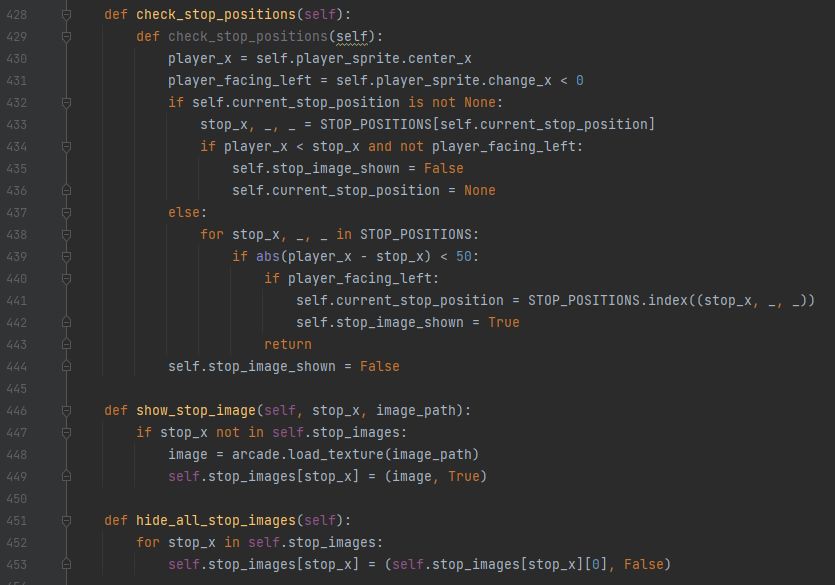 428 def check_stop_positions(self):
429 def check_stop_positions(self):
430 player_x = self.player_sprite.center_x
431 player_facing_left = self.player_sprite.change_x < 0
432 if self.current_stop_position is not None:
433 stop_x, _, _ = STOP_POSITIONS[self.current_stop_position]
434 if player_x < stop_x and not player_facing_left:
435 self.stop_image_shown = False
436 self.current_stop_position = None
437 else:
438 for stop_x, _, _ in STOP_POSITIONS:
439 if abs(player_x - stop_x) < 50:
440 if player_facing_left:
441 self.current_stop_position = STOP_POSITIONS.index((stop_x, _, _))
442 self.stop_image_shown = True
443 return
444 self.stop_image_shown = False
445
446 def show_stop_image(self, stop_x, image_path):
447 if stop_x not in self.stop_images:
448 image = arcade.load_texture(image_path)
449 self.stop_images[stop_x] = (image, True)
450
451 def hide_all_stop_images(self):
452 for stop_x in self.stop_images:
453 self.stop_images[stop_x] = (self.stop_images[stop_x][0], False)